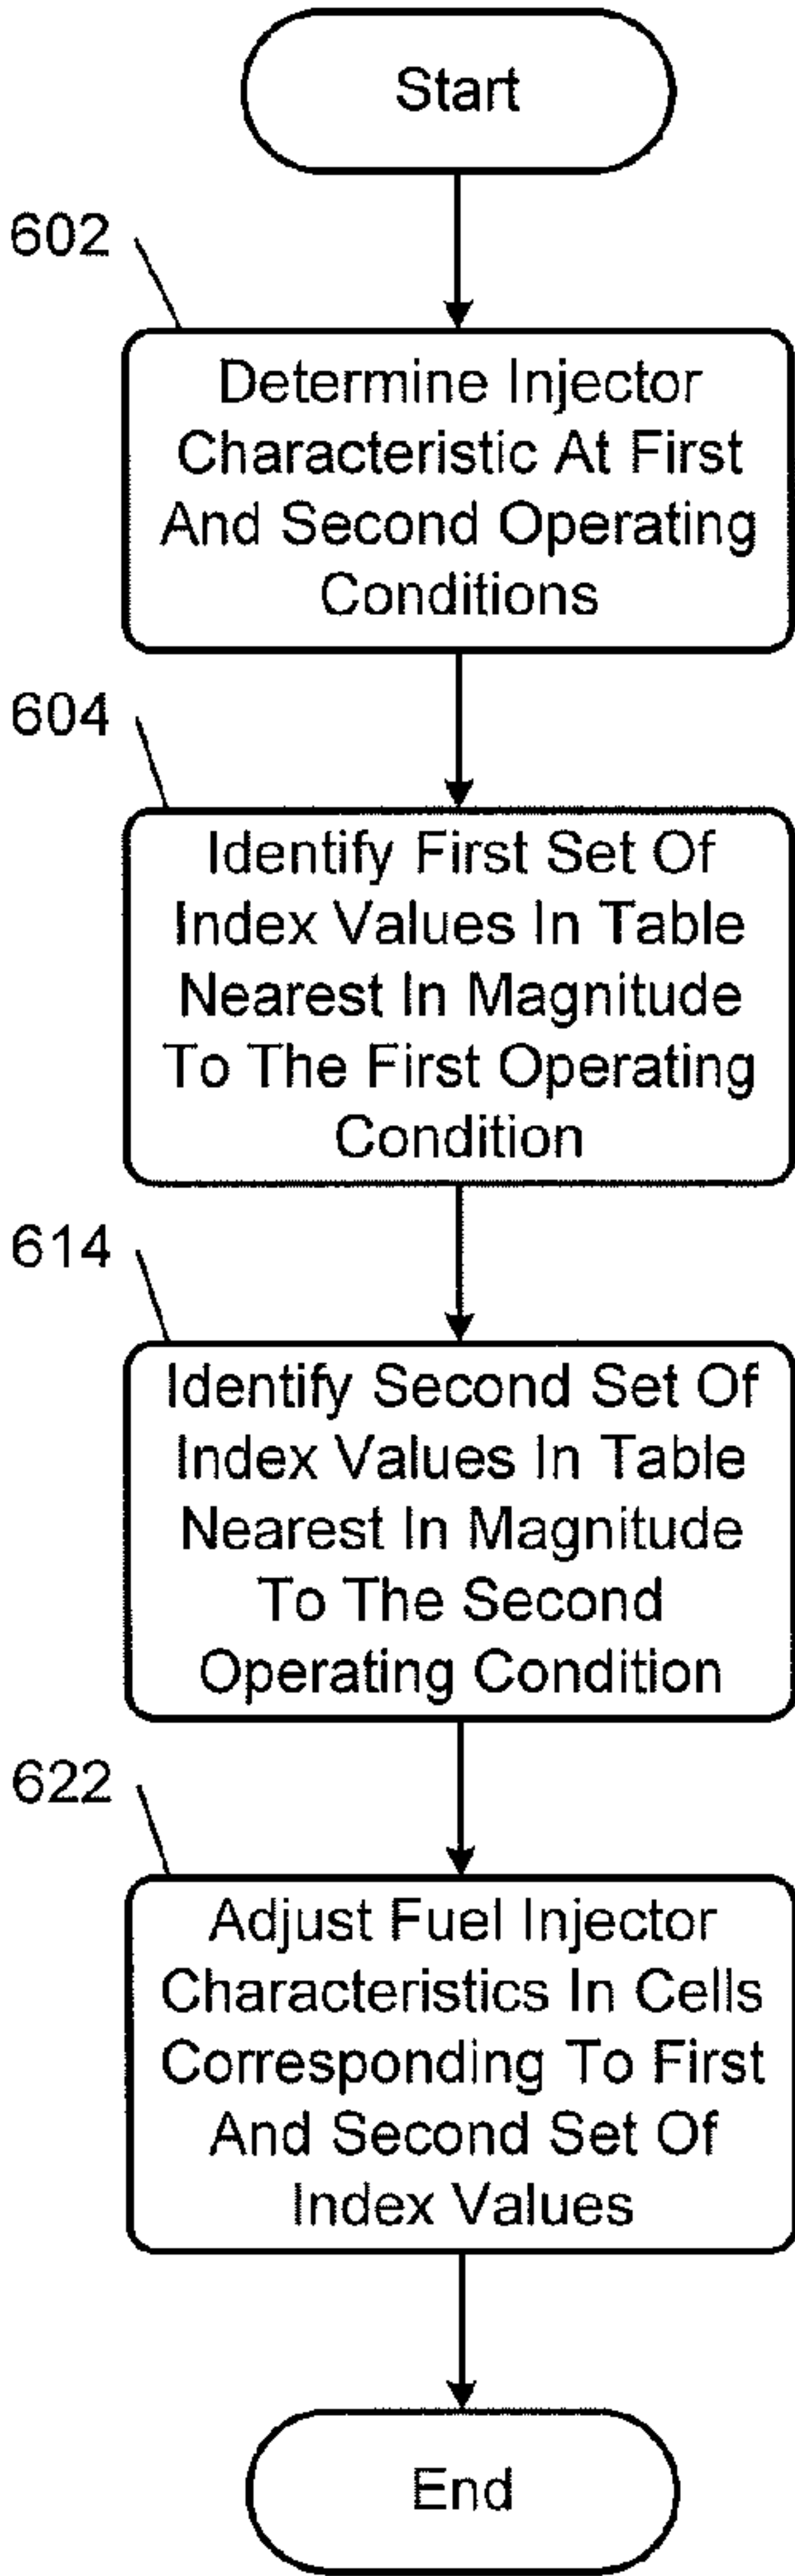 Start
602
Determine Injector
Characteristic At First
And Second Operating
Conditions
604
Identify First Set Of
Index Values In Table
Nearest In Magnitude
To The First Operating
Condition
614
Identify Second Set Of
Index Values In Table
Nearest In Magnitude
To The Second
Operating Condition
622
Adjust Fuel Injector
Characteristics In Cells
Corresponding To First
And Second Set Of
Index Values
End